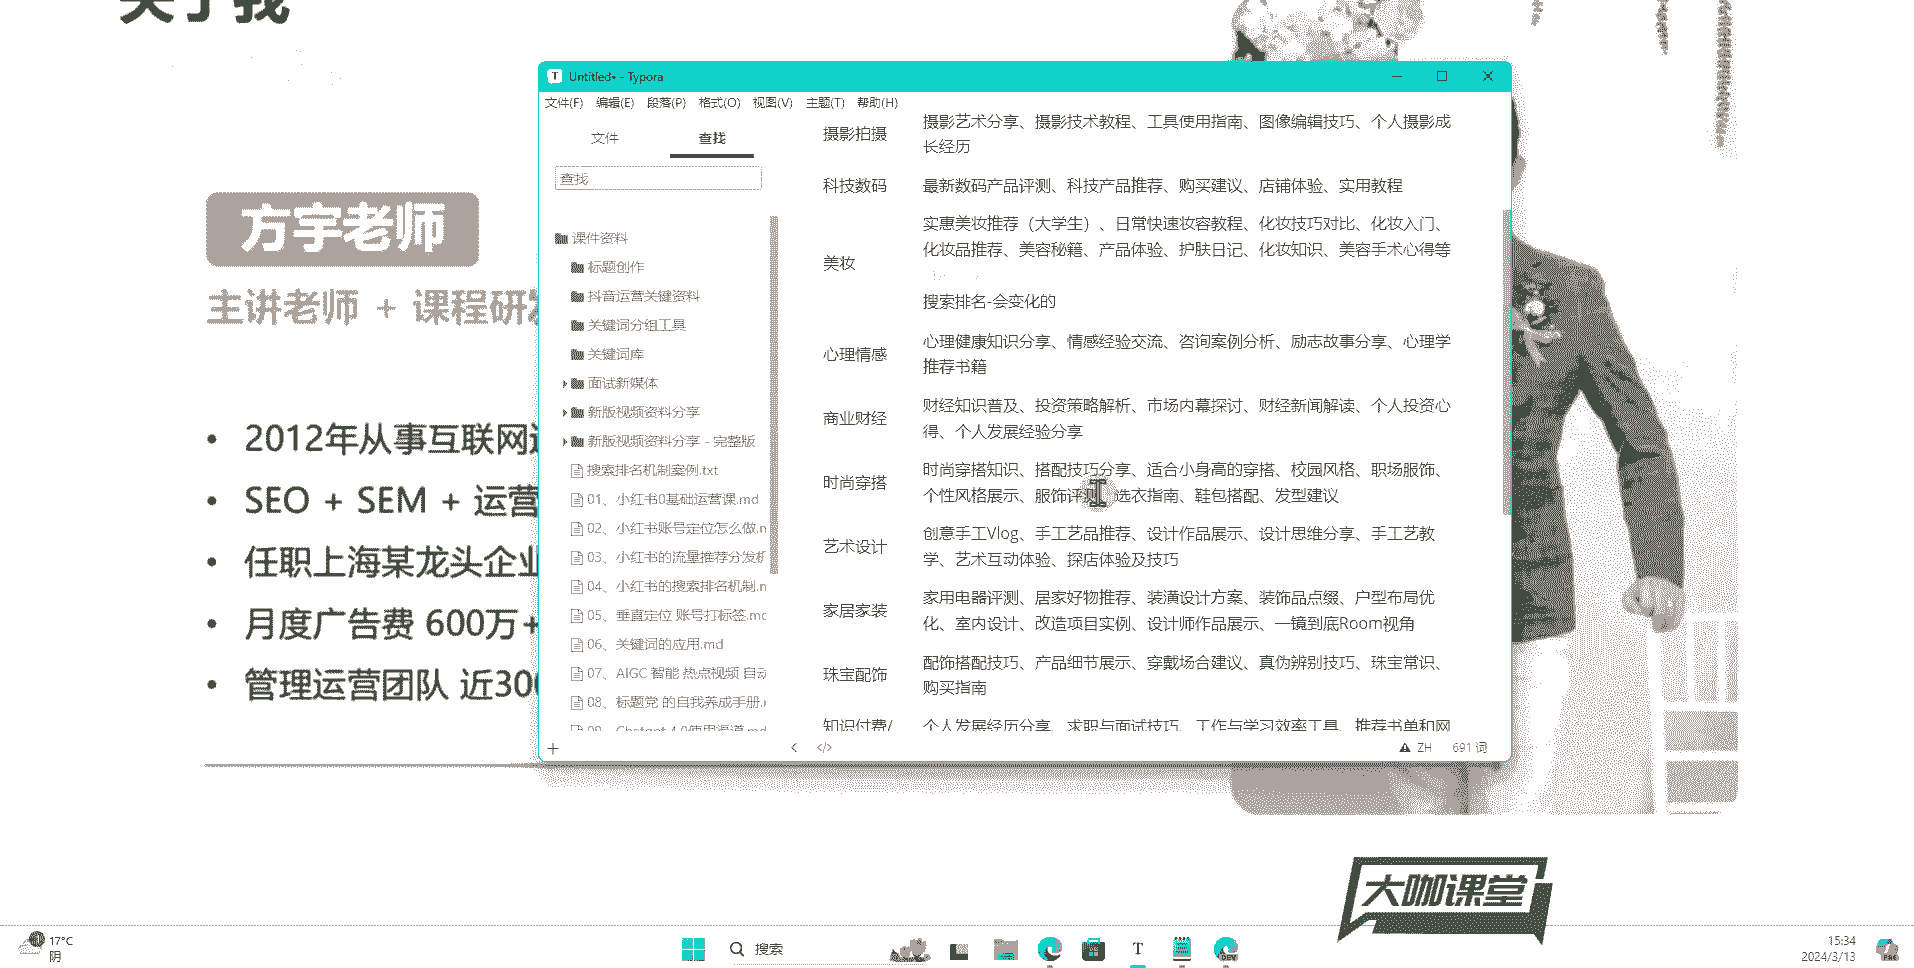 关于我
方宇老师
主讲老师 + 课程研发
2012年从事互联网运
SEO + SEM + 运营
任职上海某龙头企业
月度广告费 600万+
管理运营团队 近300
Untitled• - Typora
文件(F) 编辑(E) 段落(P) 格式(O) 视图(V) 主题(T) 帮助(H)
文件 查找
查找
课件资料
标题创作
抖音运营关键资料
关键词分组工具
关键词库
面试新媒体
新版视频资料分享
新版视频资料分享 - 完整版
搜索排名机制案例.txt
01、小红书0基础运营课.md
02、小红书账号定位怎么做.m
03、小红书的流量推荐分发机
04、小红书的搜索排名机制.m
05、垂直定位 账号打标签.md
06、关键词的应用.md
07、AIGC 智能 热点视频 自动
08、标题党 的自我养成手册.
09、Chatgpt 4.0使用渠道.md
摄影拍摄
摄影艺术分享、摄影技术教程、工具使用指南、图像编辑技巧、个人摄影成
长经历
科技数码
最新数码产品评测、科技产品推荐、购买建议、店铺体验、实用教程
美妆
实惠美妆推荐（大学生）、日常快速妆容教程、化妆技巧对比、化妆入门、
化妆品推荐、美容秘籍、产品体验、护肤日记、化妆知识、美容手术心得等
搜索排名-会变化的
心理情感
心理健康知识分享、情感经验交流、咨询案例分析、励志故事分享、心理学
推荐书籍
商业财经
财经知识普及、投资策略解析、市场内幕探讨、财经新闻解读、个人投资心
得、个人发展经验分享
时尚穿搭
时尚穿搭知识、搭配技巧分享、适合小身高的穿搭、校园风格、职场服饰、
个性风格展示、服饰评测、选衣指南、鞋包搭配、发型建议
艺术设计
创意手工Vlog、手工艺品推荐、设计作品展示、设计思维分享、手工艺教
学、艺术互动体验、探店体验及技巧
家居家装
家用电器评测、居家好物推荐、装潢设计方案、装饰品点缀、户型布局优
化、室内设计、改造项目实例、设计师作品展示、一镜到底Room视角
珠宝配饰
配饰搭配技巧、产品细节展示、穿戴场合建议、真伪辨别技巧、珠宝常识、
购买指南
知识付费/
个人发展经历分享、求职与面试技巧、工作与学习效率工具、推荐书单和网
ZH 691 词
大咖课堂
17°C
阴
搜索
T
DEV
15:34
2024/3/13
PRE